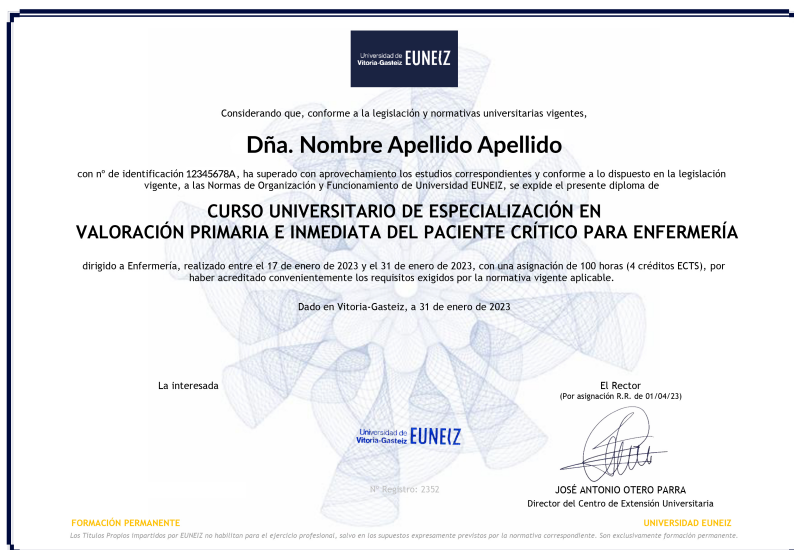 Universidad de
Vitoria-Gasteiz EUNEIZ
Considerando que, conforme a la legislación y normativas universitarias vigentes,
Dña. Nombre Apellido Apellido
con nº de identificación 12345678A, ha superado con aprovechamiento los estudios correspondientes y conforme a lo dispuesto en la legislación
vigente, a las Normas de Organización y Funcionamiento de Universidad EUNEIZ, se expide el presente diploma de
CURSO UNIVERSITARIO DE ESPECIALIZACIÓN EN
VALORACIÓN PRIMARIA E INMEDIATA DEL PACIENTE CRÍTICO PARA ENFERMERÍA
dirigido a Enfermería, realizado entre el 17 de enero de 2023 y el 31 de enero de 2023, con una asignación de 100 horas (4 créditos ECTS), por
haber acreditado convenientemente los requisitos exigidos por la normativa vigente aplicable.
Dado en Vitoria-Gasteiz, a 31 de enero de 2023
La interesada
El Rector
(Por asignación R.R. de 01/04/23)
Universidad de
Vitoria-Gasteiz EUNEIZ
Nº Registro: 2352
JOSÉ ANTONIO OTERO PARRA
Director del Centro de Extensión Universitaria
FORMACIÓN PERMANENTE
UNIVERSIDAD EUNEIZ
Los Títulos Propios impartidos por EUNEIZ no habilitan para el ejercicio profesional, salvo en los supuestos expresamente previstos por la normativa correspondiente. Son exclusivamente formación permanente.